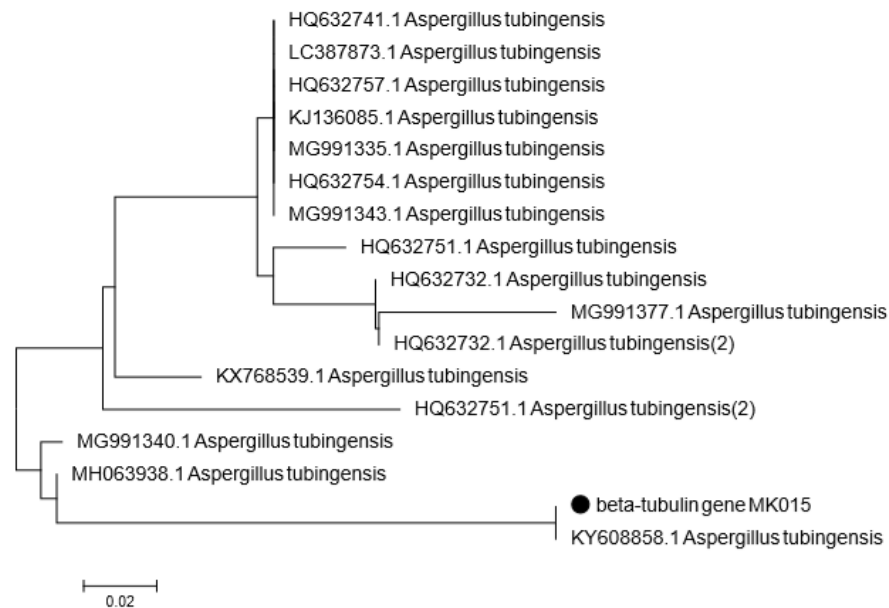 HQ632741.1 Aspergillus tubingensis
LC387873.1 Aspergillus tubingensis
HQ632757.1 Aspergillus tubingensis
KJ136085.1 Aspergillus tubingensis
MG991335.1 Aspergillus tubingensis
HQ632754.1 Aspergillus tubingensis
MG991343.1 Aspergillus tubingensis
HQ632751.1 Aspergillus tubingensis
HQ632732.1 Aspergillus tubingensis
MG991377.1 Aspergillus tubingensis
HQ632732.1 Aspergillus tubingensis(2)
KX768539.1 Aspergillus tubingensis
HQ632751.1 Aspergillus tubingensis(2)
MG991340.1 Aspergillus tubingensis
MH063938.1 Aspergillus tubingensis
beta-tubulin gene MK015
KY608858.1 Aspergillus tubingensis
0.02